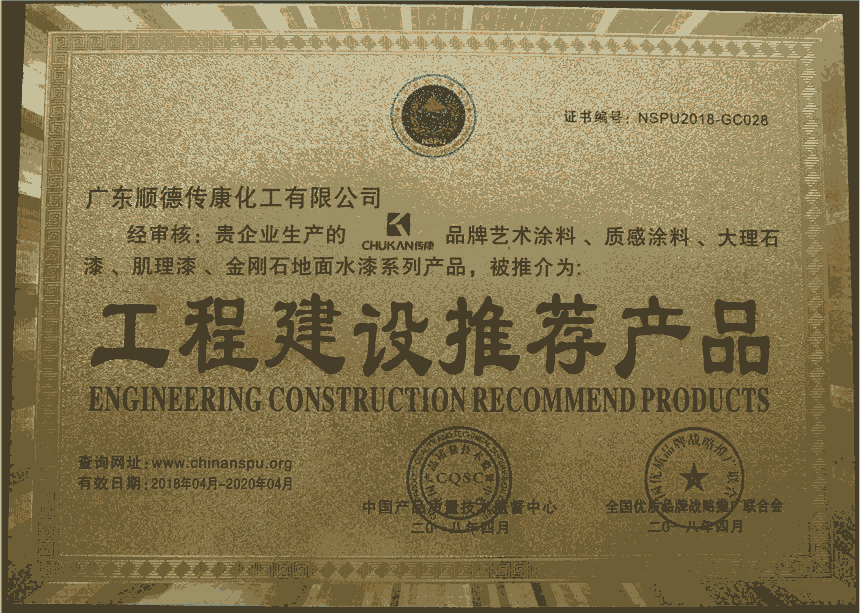 NSPU
证书编号：NSPU2018-GC028
广东顺德传康化工有限公司
经审核：贵企业生产的 CHUKAN传康 品牌艺术涂料、质感涂料、大理石
漆、肌理漆、金刚石地面水漆系列产品，被推介为：
工程建设推荐产品
ENGINEERING CONSTRUCTION RECOMMEND PRODUCTS
查询网址：www.chinanspu.org
有效日期：2018年04月-2020年04月
CQSC
中国产品质量技术监督中心
二0一八年四月
全国优质品牌战略推广联合会
二0一八年四月